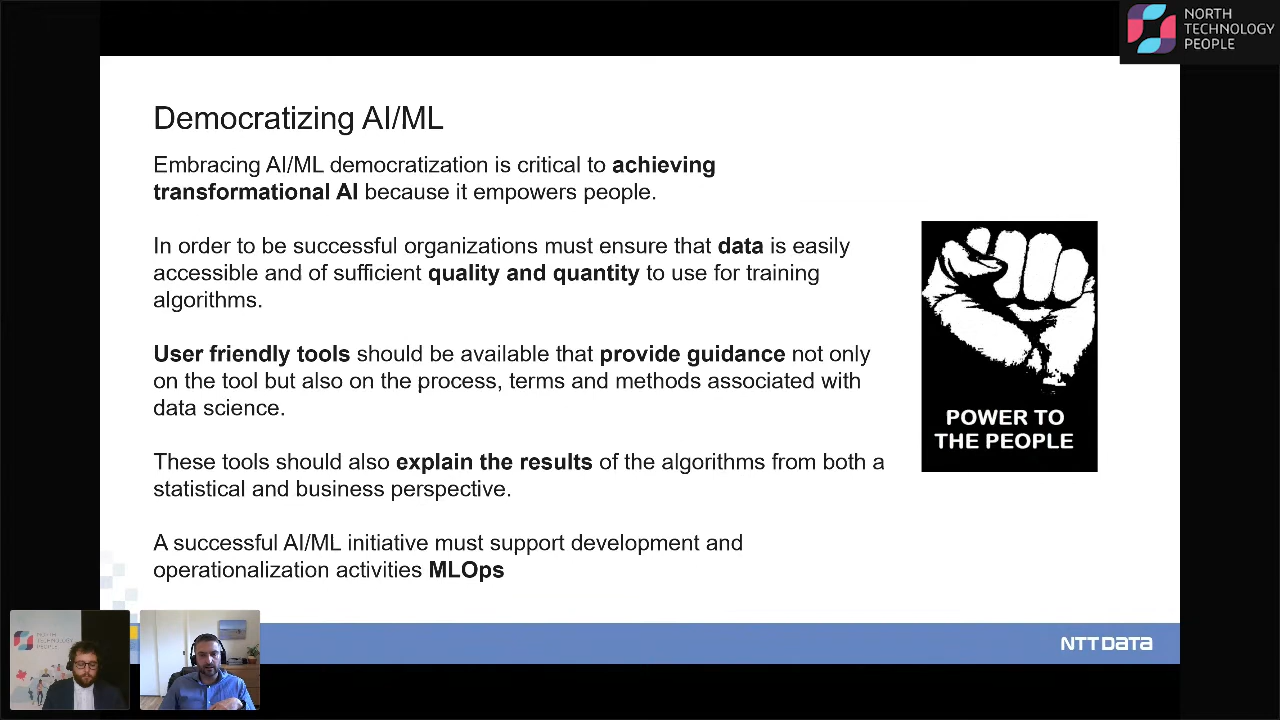 NORTH
TECHNOLOGY
PEOPLE
Democratizing AI/ML
Embracing AI/ML democratization is critical to achieving
transformational AI because it empowers people.
In order to be successful organizations must ensure that data is easily
accessible and of sufficient quality and quantity to use for training
algorithms.
User friendly tools should be available that provide guidance not only
on the tool but also on the process, terms and methods associated with
data science.
These tools should also explain the results of the algorithms from both a
statistical and business perspective.
A successful AI/ML initiative must support development and
operationalization activities MLOps
POWER TO
THE PEOPLE
NORTH
TECHNOLOGY
PEOPLE
NTT DATA